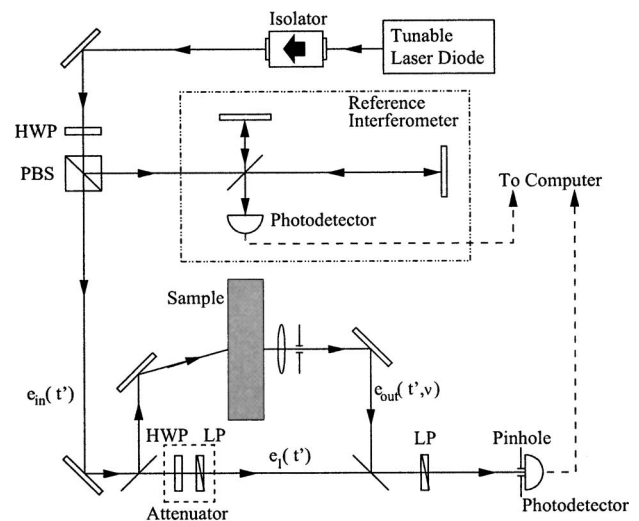 Isolator
Tunable
Laser Diode
Reference
Interferometer
HWP
PBS
Photodetector
To Computer
Sample
e_in(t')
e_out(t',ν)
HWP LP
e_1(t')
LP
Pinhole
Attenuator
Photodetector